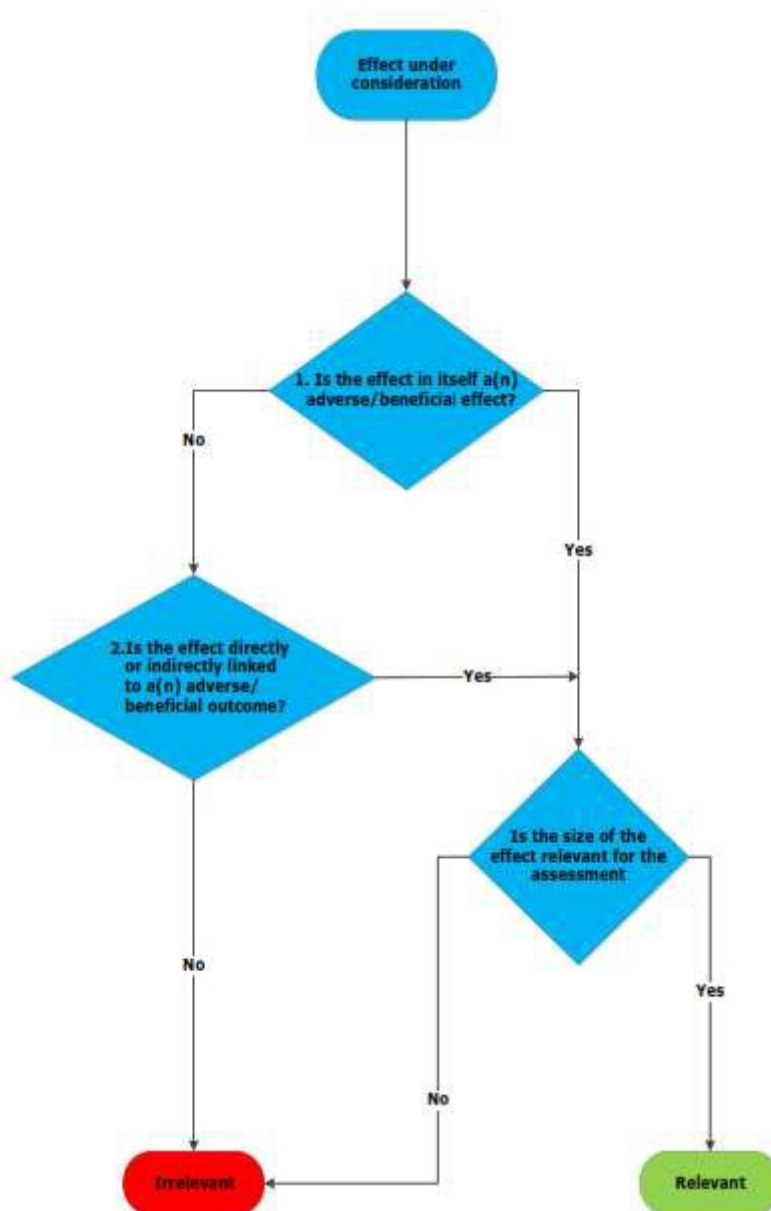 Effect under
consideration
1. Is the effect in itself a(n)
adverse/beneficial effect?
No
Yes
2.Is the effect directly
or indirectly linked
to a(n) adverse/
beneficial outcome?
Yes
Is the size of the
effect relevant for the
assessment
No
Yes
No
Irrelevant
Relevant